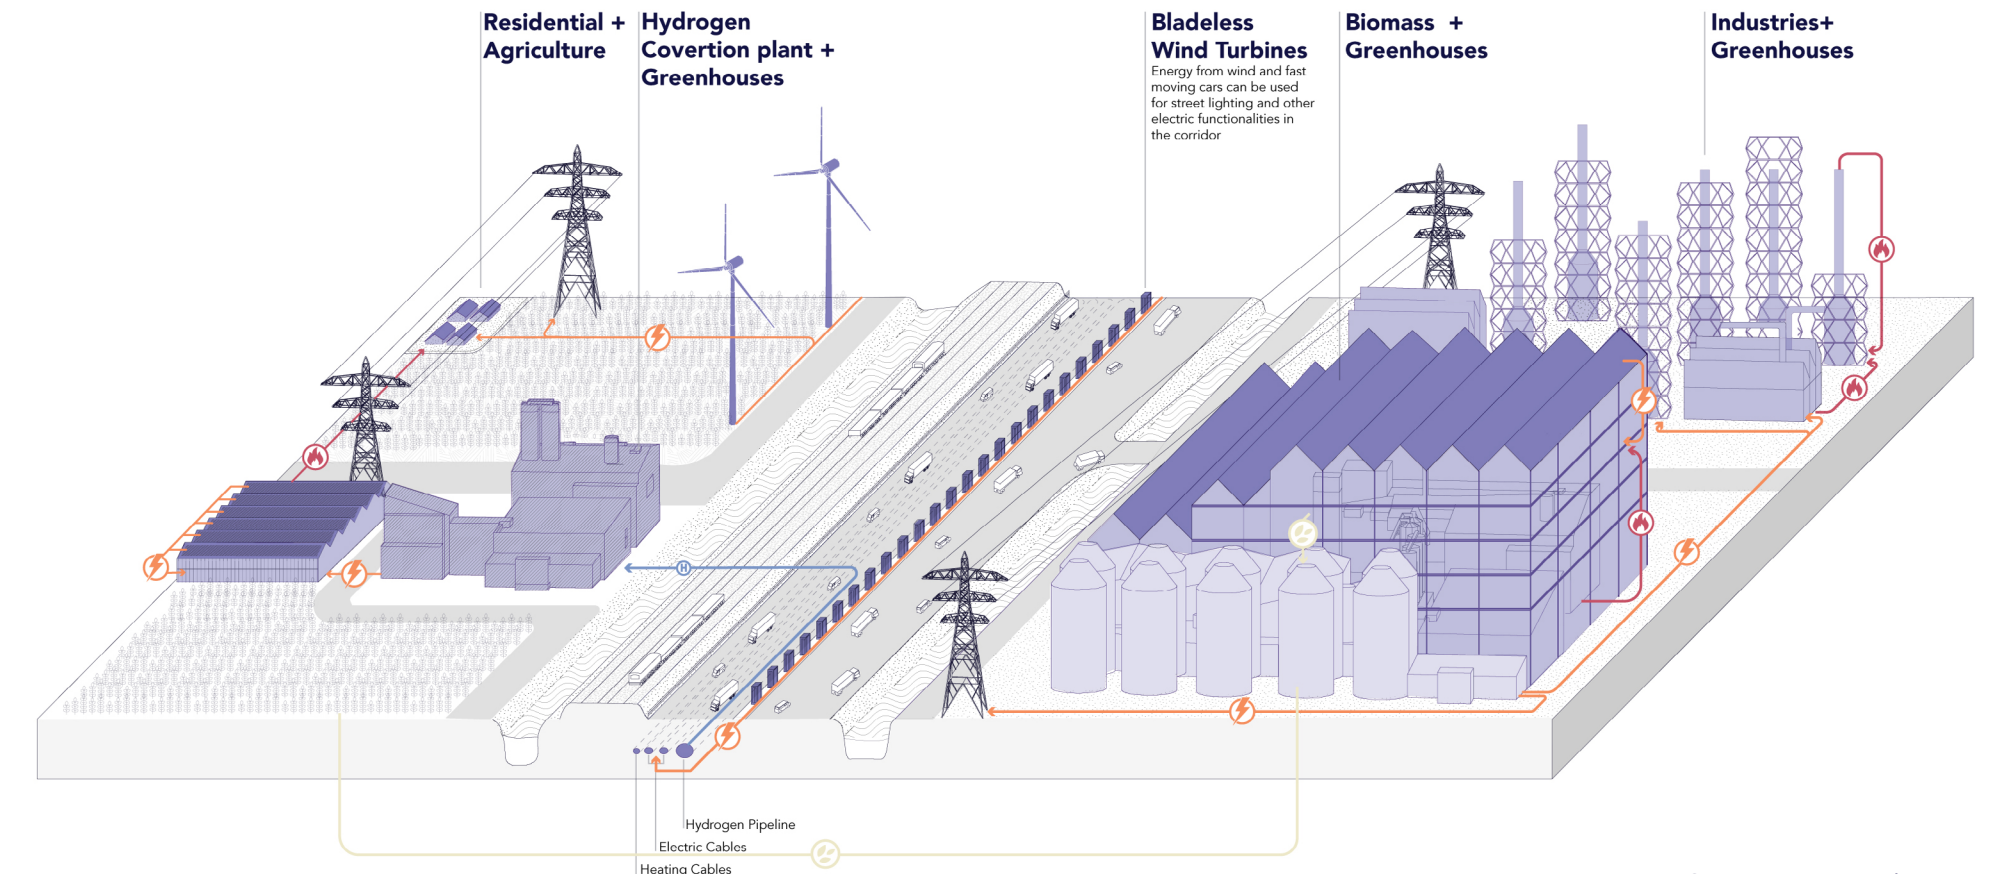 Residential +
Agriculture
Hydrogen
Covertion plant +
Greenhouses
Bladeless
Wind Turbines
Energy from wind and fast
moving cars can be used
for street lighting and other
electric functionalities in
the corridor
Biomass +
Greenhouses
Industries+
Greenhouses
H
Hydrogen Pipeline
Electric Cables
Heating Cables